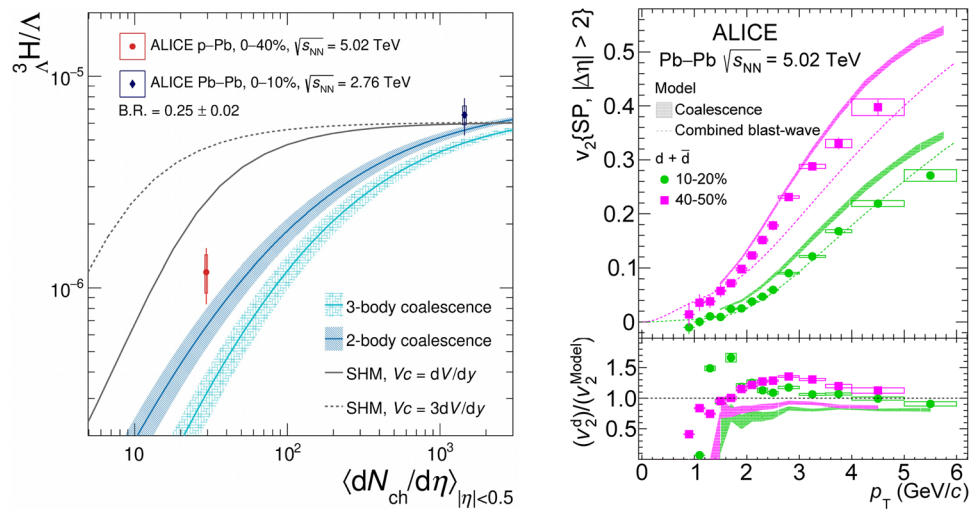 ³ΛH/Λ
ALICE p–Pb, 0–40%, √sNN = 5.02 TeV
ALICE Pb–Pb, 0–10%, √sNN = 2.76 TeV
B.R. = 0.25 ± 0.02
10⁻⁵
10⁻⁶
3-body coalescence
2-body coalescence
SHM, Vc = dV/dy
SHM, Vc = 3dV/dy
10 10² 10³
⟨dNch/dη⟩|η|<0.5
v₂{SP, |Δη| > 2}
ALICE
Pb–Pb √sNN = 5.02 TeV
Model
Coalescence
Combined blast-wave
d + d̅
10-20%
40-50%
0.5
0.4
0.3
0.2
0.1
0
(v₂ᵈ)/(v₂ᴹᵒᵈᵉˡ)
1.5
1.0
0.5
0 1 2 3 4 5 6
pT (GeV/c)